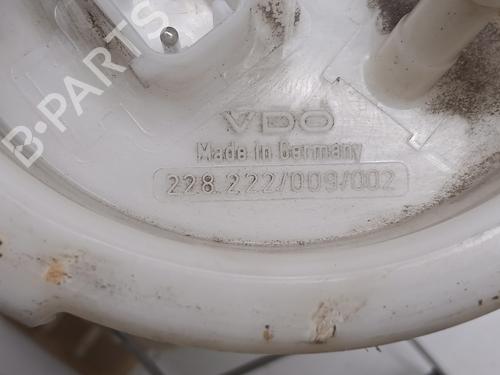 B-PARTS
VDO
Made in Germany
228.222/009/002